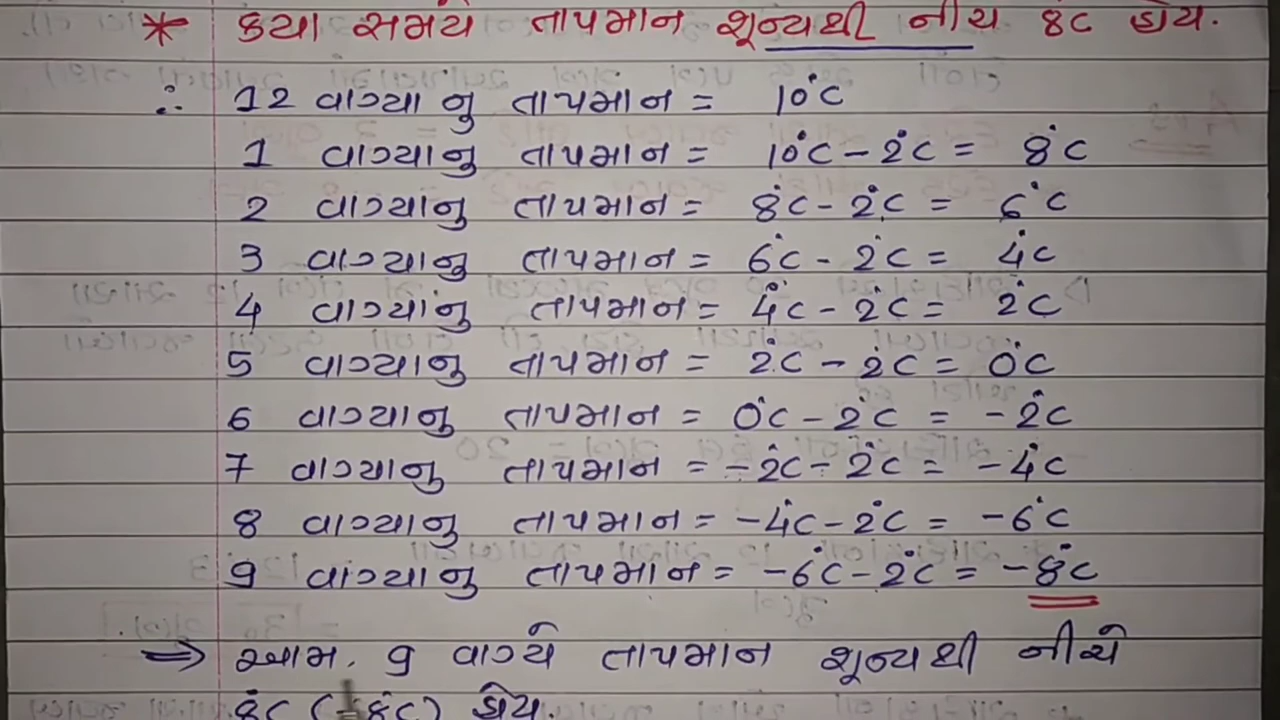 * કયા સમયે તાપમાન શૂન્યથી નીચે 8°C હોય.
∴ 12 વાગ્યા નુ તાપમાન = 10°C
1 વાગ્યાનુ તાપમાન = 10°C - 2°C = 8°C
2 વાગ્યાનુ તાપમાન = 8°C - 2°C = 6°C
3 વાગ્યાનુ તાપમાન = 6°C - 2°C = 4°C
4 વાગ્યાનુ તાપમાન = 4°C - 2°C = 2°C
5 વાગ્યાનુ તાપમાન = 2°C - 2°C = 0°C
6 વાગ્યાનુ તાપમાન = 0°C - 2°C = -2°C
7 વાગ્યાનુ તાપમાન = -2°C - 2°C = -4°C
8 વાગ્યાનુ તાપમાન = -4°C - 2°C = -6°C
9 વાગ્યાનુ તાપમાન = -6°C - 2°C = -8°C
⇒ આમ, 9 વાગ્યે તાપમાન શૂન્યથી નીચે
8°C (-8°C) હોય.